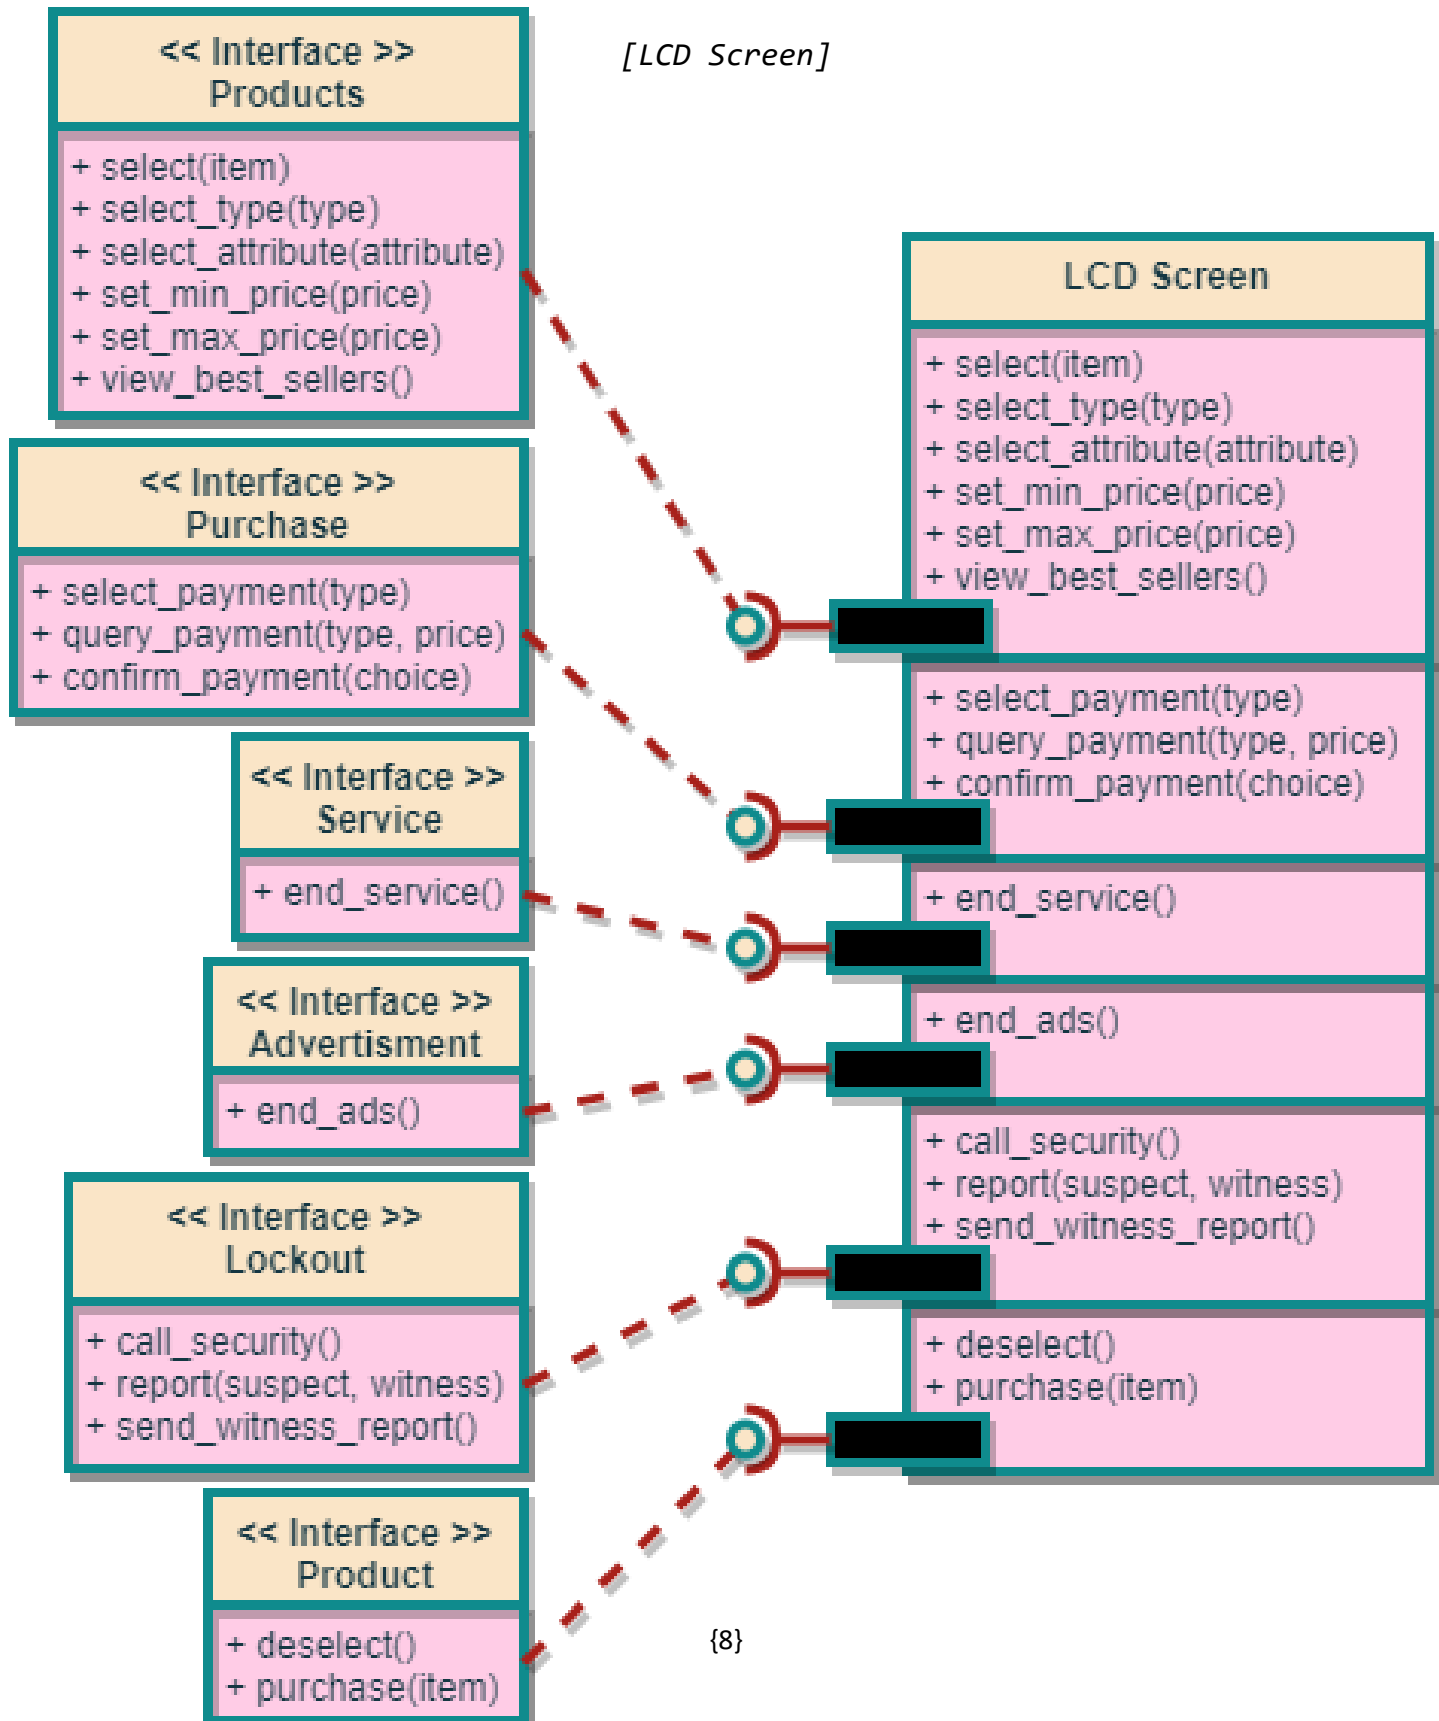 [LCD Screen]
<< Interface >>
Products
+ select(item)
+ select_type(type)
+ select_attribute(attribute)
+ set_min_price(price)
+ set_max_price(price)
+ view_best_sellers()
<< Interface >>
Purchase
+ select_payment(type)
+ query_payment(type, price)
+ confirm_payment(choice)
<< Interface >>
Service
+ end_service()
<< Interface >>
Advertisment
+ end_ads()
<< Interface >>
Lockout
+ call_security()
+ report(suspect, witness)
+ send_witness_report()
<< Interface >>
Product
+ deselect()
+ purchase(item)
LCD Screen
+ select(item)
+ select_type(type)
+ select_attribute(attribute)
+ set_min_price(price)
+ set_max_price(price)
+ view_best_sellers()
+ select_payment(type)
+ query_payment(type, price)
+ confirm_payment(choice)
+ end_service()
+ end_ads()
+ call_security()
+ report(suspect, witness)
+ send_witness_report()
+ deselect()
+ purchase(item)
{8}